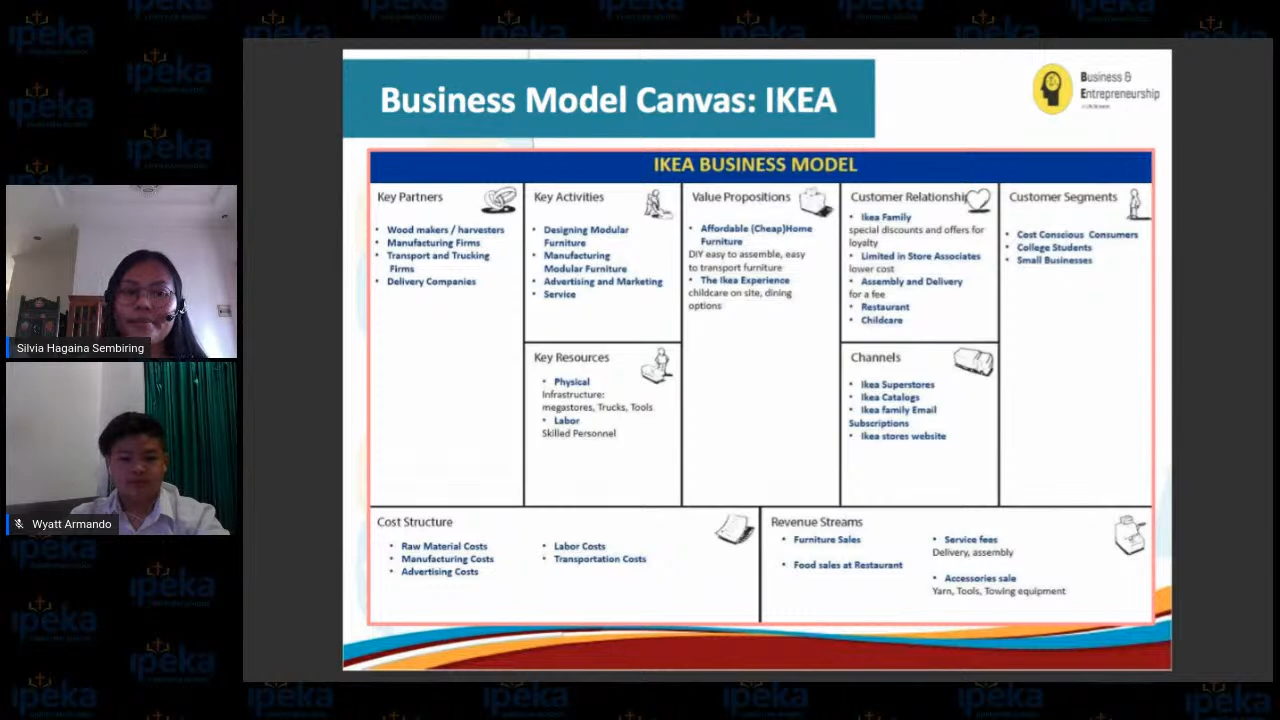 ipeka
Business Model Canvas: IKEA
Business &
Entrepreneurship
IKEA BUSINESS MODEL
Key Partners
Wood makers / harvesters
Manufacturing Firms
Transport and Trucking
Firms
Delivery Companies
Key Activities
Designing Modular
Furniture
Manufacturing
Modular Furniture
Advertising and Marketing
Service
Key Resources
Physical
Infrastructure:
megastores, Trucks, Tools
Labor
Skilled Personnel
Value Propositions
Affordable (Cheap)Home
Furniture
DIY easy to assemble, easy
to transport furniture
The Ikea Experience
childcare on site, dining
options
Customer Relationship
Ikea Family
special discounts and offers for
loyalty
Limited in Store Associates
lower cost
Assembly and Delivery
for a fee
Restaurant
Childcare
Channels
Ikea Superstores
Ikea Catalogs
Ikea family Email
Subscriptions
Ikea stores website
Customer Segments
Cost Conscious Consumers
College Students
Small Businesses
Cost Structure
Raw Material Costs
Manufacturing Costs
Advertising Costs
Labor Costs
Transportation Costs
Revenue Streams
Furniture Sales
Food sales at Restaurant
Service fees
Delivery, assembly
Accessories sale
Yarn, Tools, Towing equipment
Silvia Hagaina Sembiring
Wyatt Armando